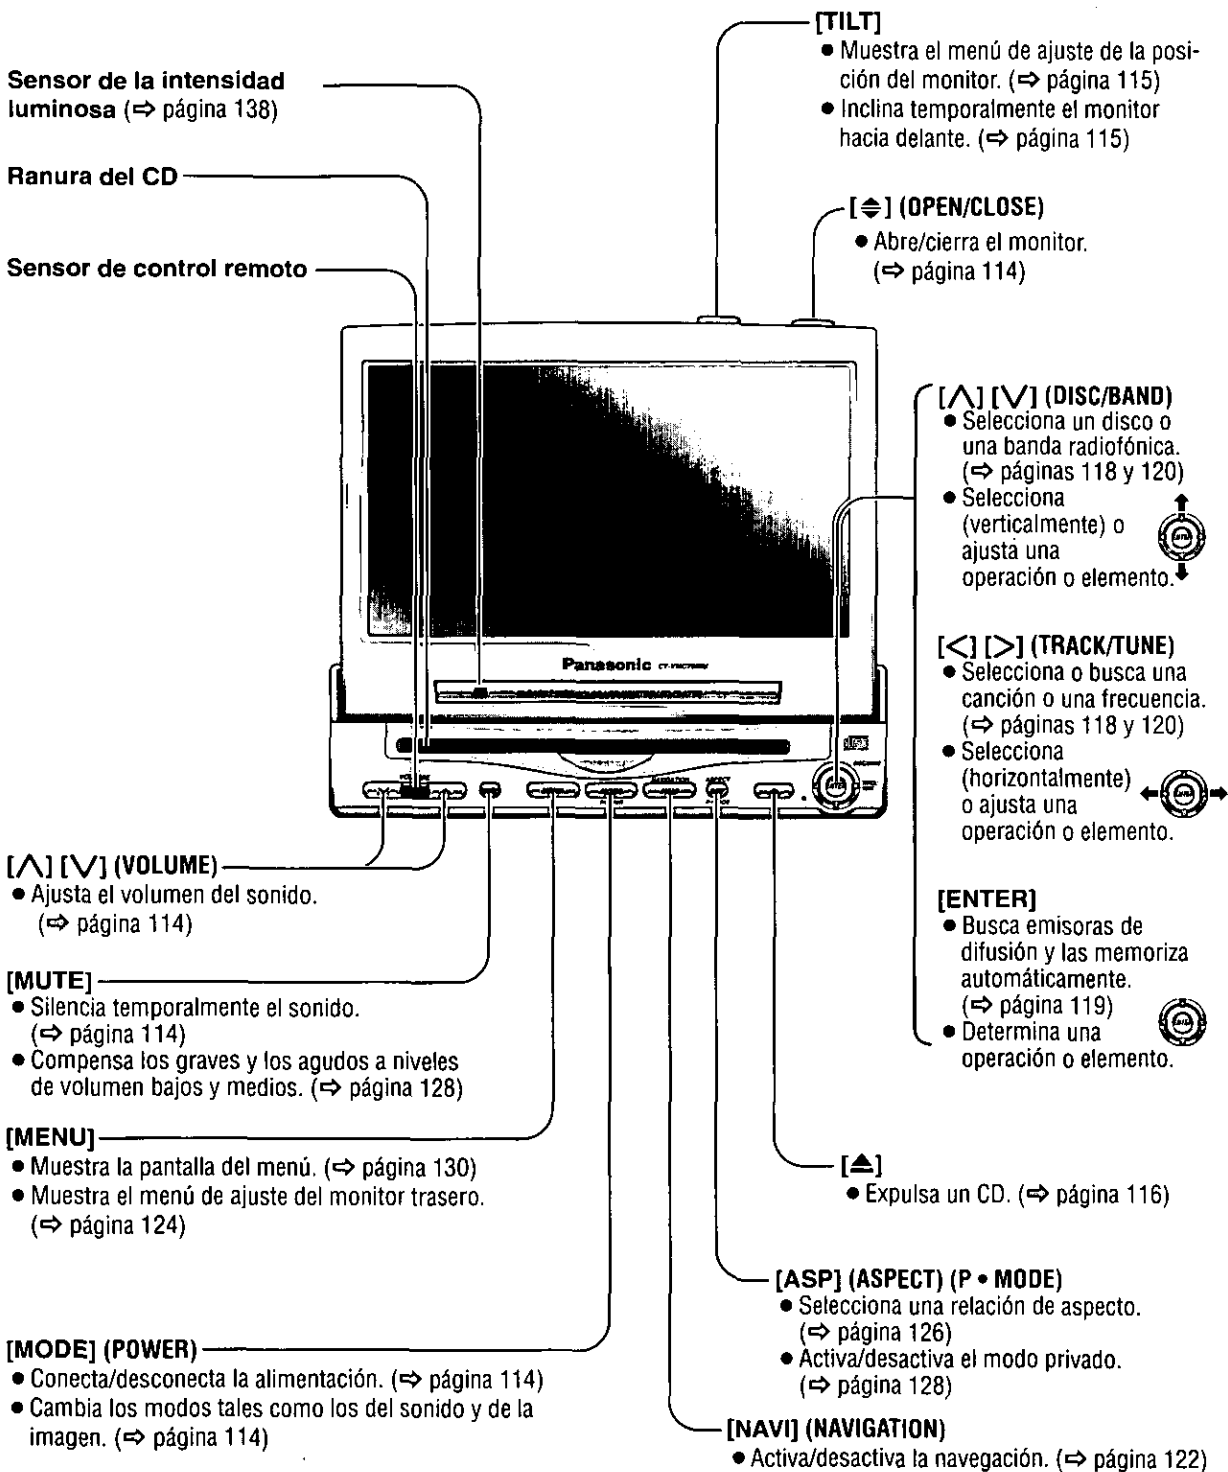 [TILT]
● Muestra el menú de ajuste de la posi-
ción del monitor. (⇨ página 115)
● Inclina temporalmente el monitor
hacia delante. (⇨ página 115)
Sensor de la intensidad
luminosa (⇨ página 138)
Ranura del CD
Sensor de control remoto
[⬘] (OPEN/CLOSE)
● Abre/cierra el monitor.
(⇨ página 114)
[∧] [∨] (DISC/BAND)
● Selecciona un disco o
una banda radiofónica.
(⇨ páginas 118 y 120)
● Selecciona
(verticalmente) o
ajusta una
operación o elemento.
[<] [>] (TRACK/TUNE)
● Selecciona o busca una
canción o una frecuencia.
(⇨ páginas 118 y 120)
● Selecciona
(horizontalmente)
o ajusta una
operación o elemento.
[ENTER]
● Busca emisoras de
difusión y las memoriza
automáticamente.
(⇨ página 119)
● Determina una
operación o elemento.
Panasonic
[∧] [∨] (VOLUME)
● Ajusta el volumen del sonido.
(⇨ página 114)
[MUTE]
● Silencia temporalmente el sonido.
(⇨ página 114)
● Compensa los graves y los agudos a niveles
de volumen bajos y medios. (⇨ página 128)
[MENU]
● Muestra la pantalla del menú. (⇨ página 130)
● Muestra el menú de ajuste del monitor trasero.
(⇨ página 124)
[MODE] (POWER)
● Conecta/desconecta la alimentación. (⇨ página 114)
● Cambia los modos tales como los del sonido y de la
imagen. (⇨ página 114)
[⏏]
● Expulsa un CD. (⇨ página 116)
[ASP] (ASPECT) (P • MODE)
● Selecciona una relación de aspecto.
(⇨ página 126)
● Activa/desactiva el modo privado.
(⇨ página 128)
[NAVI] (NAVIGATION)
● Activa/desactiva la navegación. (⇨ página 122)